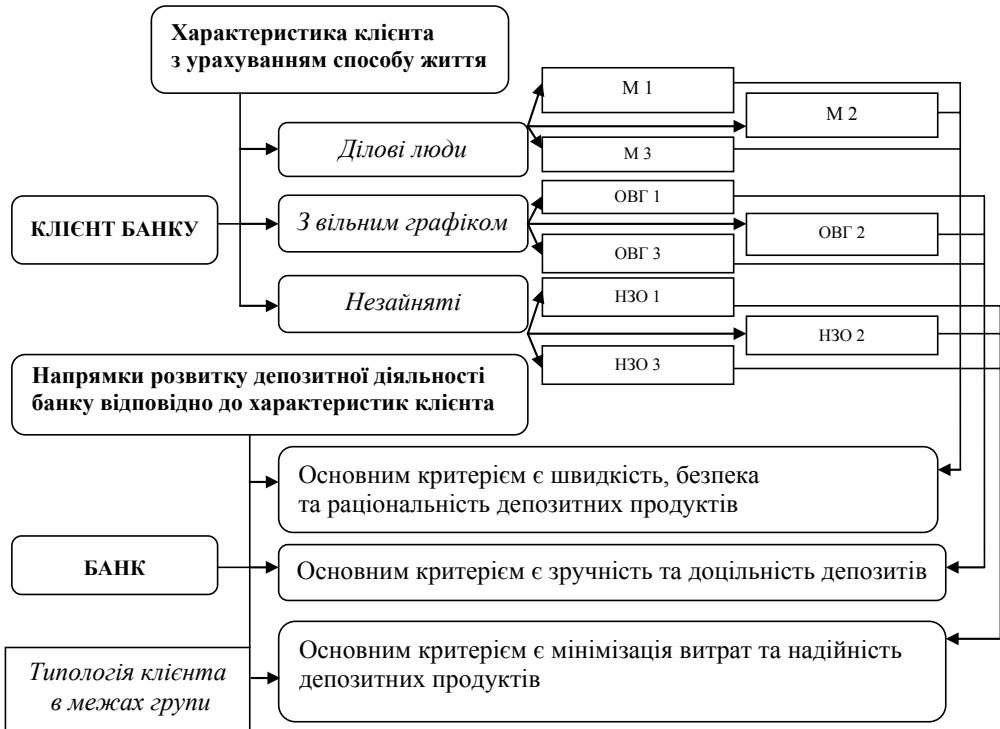 Характеристика клієнта
з урахуванням способу життя
М 1
М 2
Ділові люди
М 3
ОВГ 1
КЛІЄНТ БАНКУ
З вільним графіком
ОВГ 2
ОВГ 3
Незайняті
НЗО 1
НЗО 2
НЗО 3
Напрямки розвитку депозитної діяльності
банку відповідно до характеристик клієнта
Основним критерієм є швидкість, безпека
та раціональність депозитних продуктів
БАНК
Основним критерієм є зручність та доцільність депозитів
Основним критерієм є мінімізація витрат та надійність
депозитних продуктів
Типологія клієнта
в межах групи